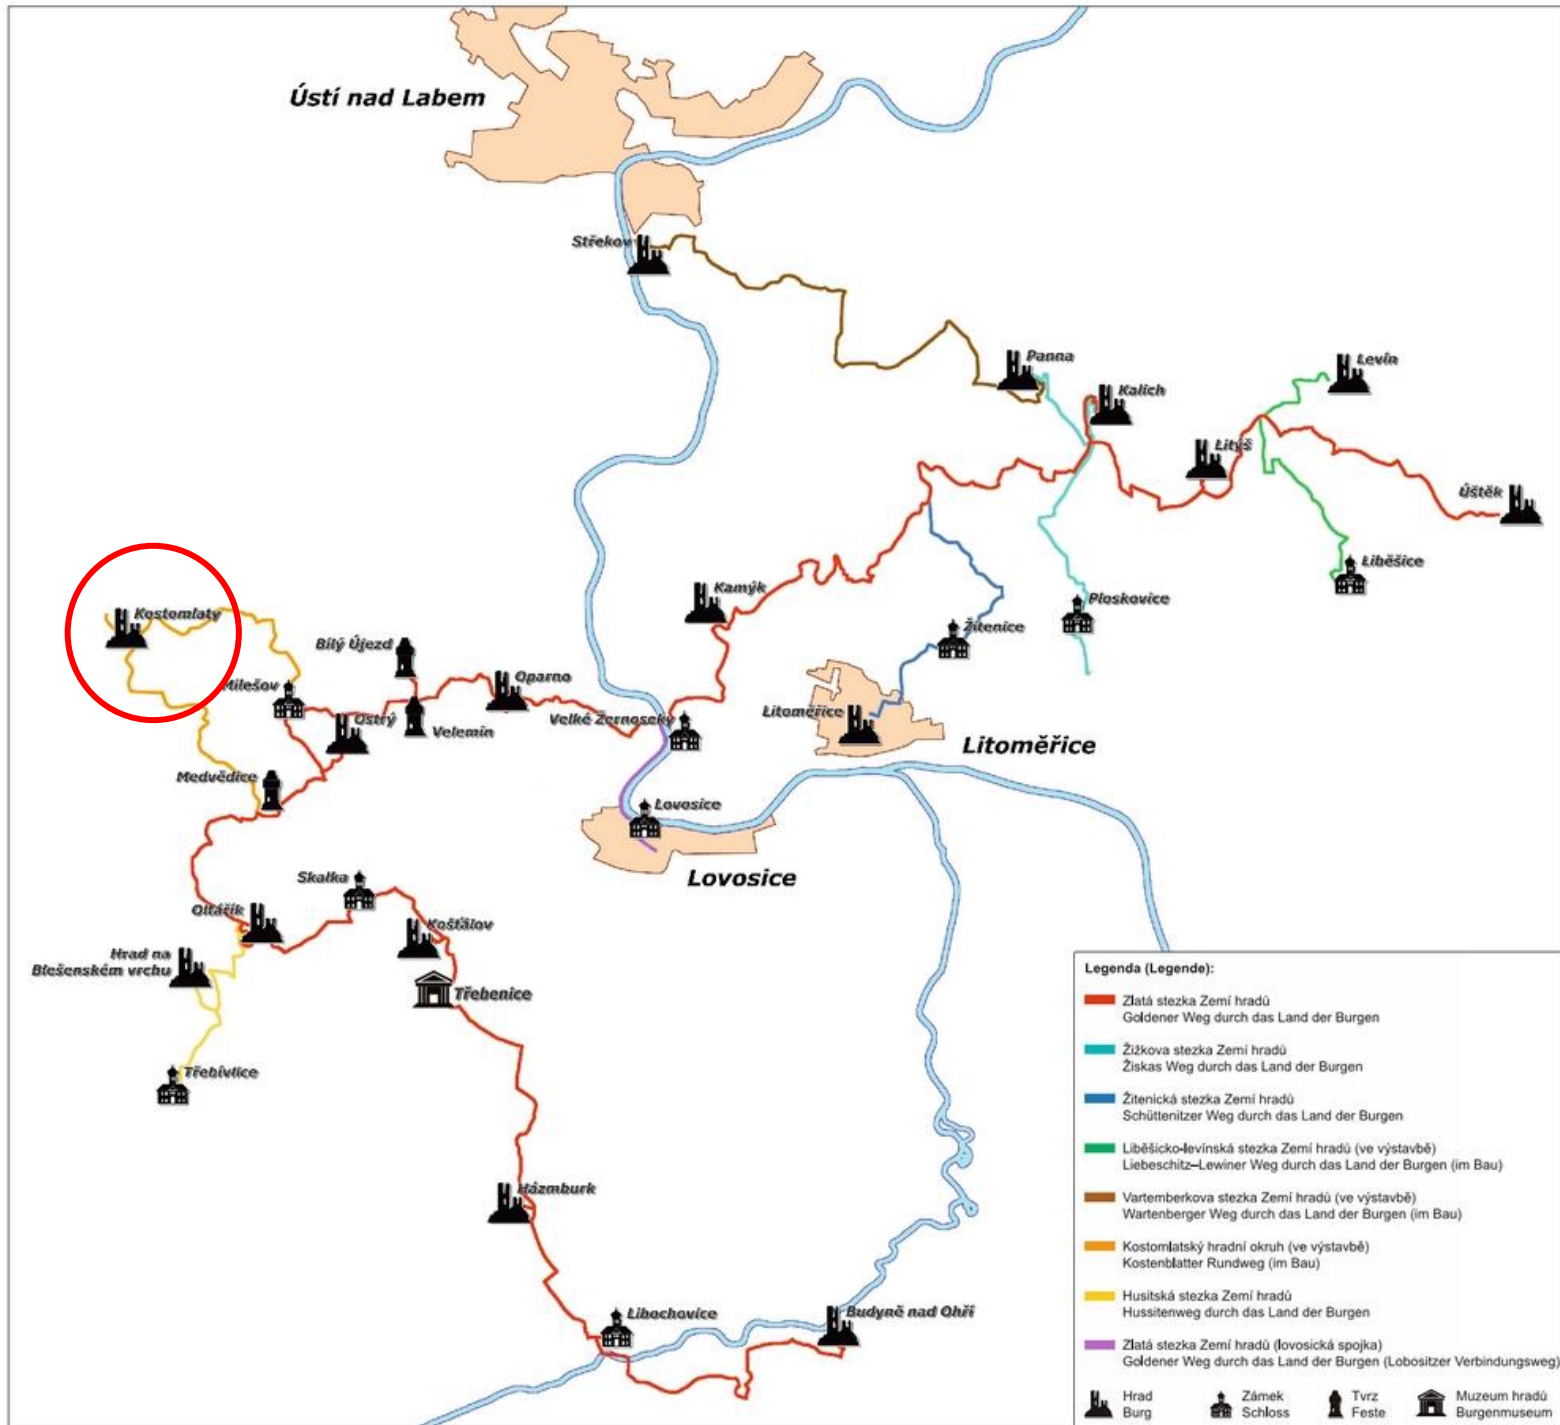 Ústí nad Labem
Střekov
Panna
Levín
Kalich
Litýš
Úštěk
Liběšice
Kamýk
Ploskovice
Kostomlaty
Žitenice
Bílý Újezd
Oparno
Milešov
Ostrý
Velemín
Velké Žernoseky
Litoměřice
Litoměřice
Medvědice
Lovosice
Lovosice
Skalka
Oltářík
Košťálov
Hrad na
Blešenském vrchu
Třebenice
Třebívlice
Házmburk
Libochovice
Budyně nad Ohří
Legenda (Legende):
Zlatá stezka Zemí hradů
Goldener Weg durch das Land der Burgen
Žižkova stezka Zemí hradů
Žiskas Weg durch das Land der Burgen
Žitenická stezka Zemí hradů
Schüttenitzer Weg durch das Land der Burgen
Liběšicko-levínská stezka Zemí hradů (ve výstavbě)
Liebeschitz–Lewiner Weg durch das Land der Burgen (im Bau)
Vartemberkova stezka Zemí hradů (ve výstavbě)
Wartenberger Weg durch das Land der Burgen (im Bau)
Kostomlatský hradní okruh (ve výstavbě)
Kostenblatter Rundweg (im Bau)
Husitská stezka Zemí hradů
Hussitenweg durch das Land der Burgen
Zlatá stezka Zemí hradů (lovosická spojka)
Goldener Weg durch das Land der Burgen (Lobositzer Verbindungsweg)
Hrad
Burg
Zámek
Schloss
Tvrz
Feste
Muzeum hradů
Burgenmuseum